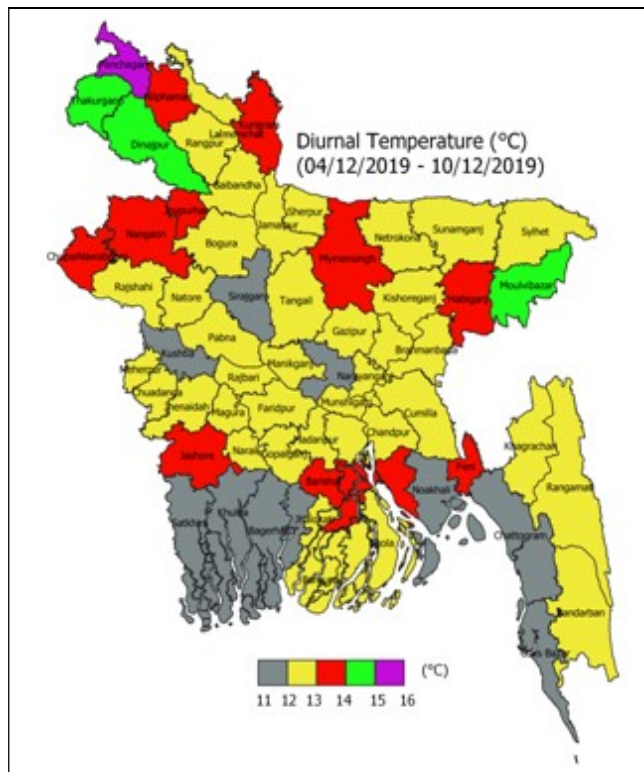 Panchagarh
Nilphamari
Thakurgaon
Lalmonirhat
Kurigram
Dinajpur
Rangpur
Diurnal Temperature (°C)
(04/12/2019 - 10/12/2019)
Gaibandha
Joypurhat
Sherpur
Naogaon
Jamalpur
Netrokona
Sunamganj
Sylhet
Bogura
Mymensingh
Chapai Nawabganj
Moulvibazar
Rajshahi
Natore
Sirajganj
Tangail
Kishoreganj
Habiganj
Pabna
Gazipur
Kushtia
Brahmanbaria
Meherpur
Manikganj
Rajbari
Narayanganj
Chuadanga
Munshiganj
Jhenaidah
Magura
Faridpur
Cumilla
Khagrachari
Narail
Madaripur
Chandpur
Jashore
Gopalganj
Rangamati
Barishal
Noakhali
Feni
Satkhira
Khulna
Bagerhat
Chattogram
Bhola
Bandarban
Coxs Bazar
(°C)
11 12 13 14 15 16